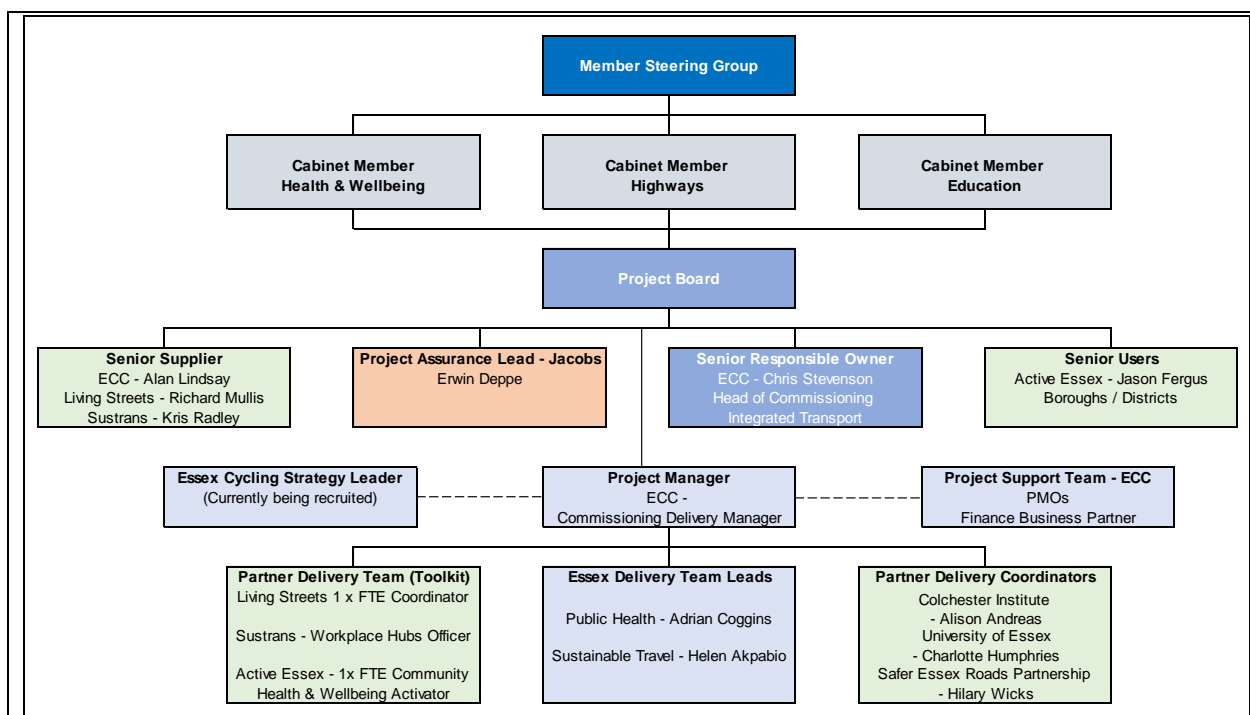 Member Steering Group
Cabinet Member
Health & Wellbeing
Cabinet Member
Highways
Cabinet Member
Education
Project Board
Senior Supplier
ECC - Alan Lindsay
Living Streets - Richard Mullis
Sustrans - Kris Radley
Project Assurance Lead - Jacobs
Erwin Deppe
Senior Responsible Owner
ECC - Chris Stevenson
Head of Commissioning
Integrated Transport
Senior Users
Active Essex - Jason Fergus
Boroughs / Districts
Essex Cycling Strategy Leader
(Currently being recruited)
Project Manager
ECC -
Commissioning Delivery Manager
Project Support Team - ECC
PMOs
Finance Business Partner
Partner Delivery Team (Toolkit)
Living Streets 1 x FTE Coordinator
Sustrans - Workplace Hubs Officer
Active Essex - 1x FTE Community
Health & Wellbeing Activator
Essex Delivery Team Leads
Public Health - Adrian Coggins
Sustainable Travel - Helen Akpabio
Partner Delivery Coordinators
Colchester Institute
- Alison Andreas
University of Essex
- Charlotte Humphries
Safer Essex Roads Partnership
- Hilary Wicks